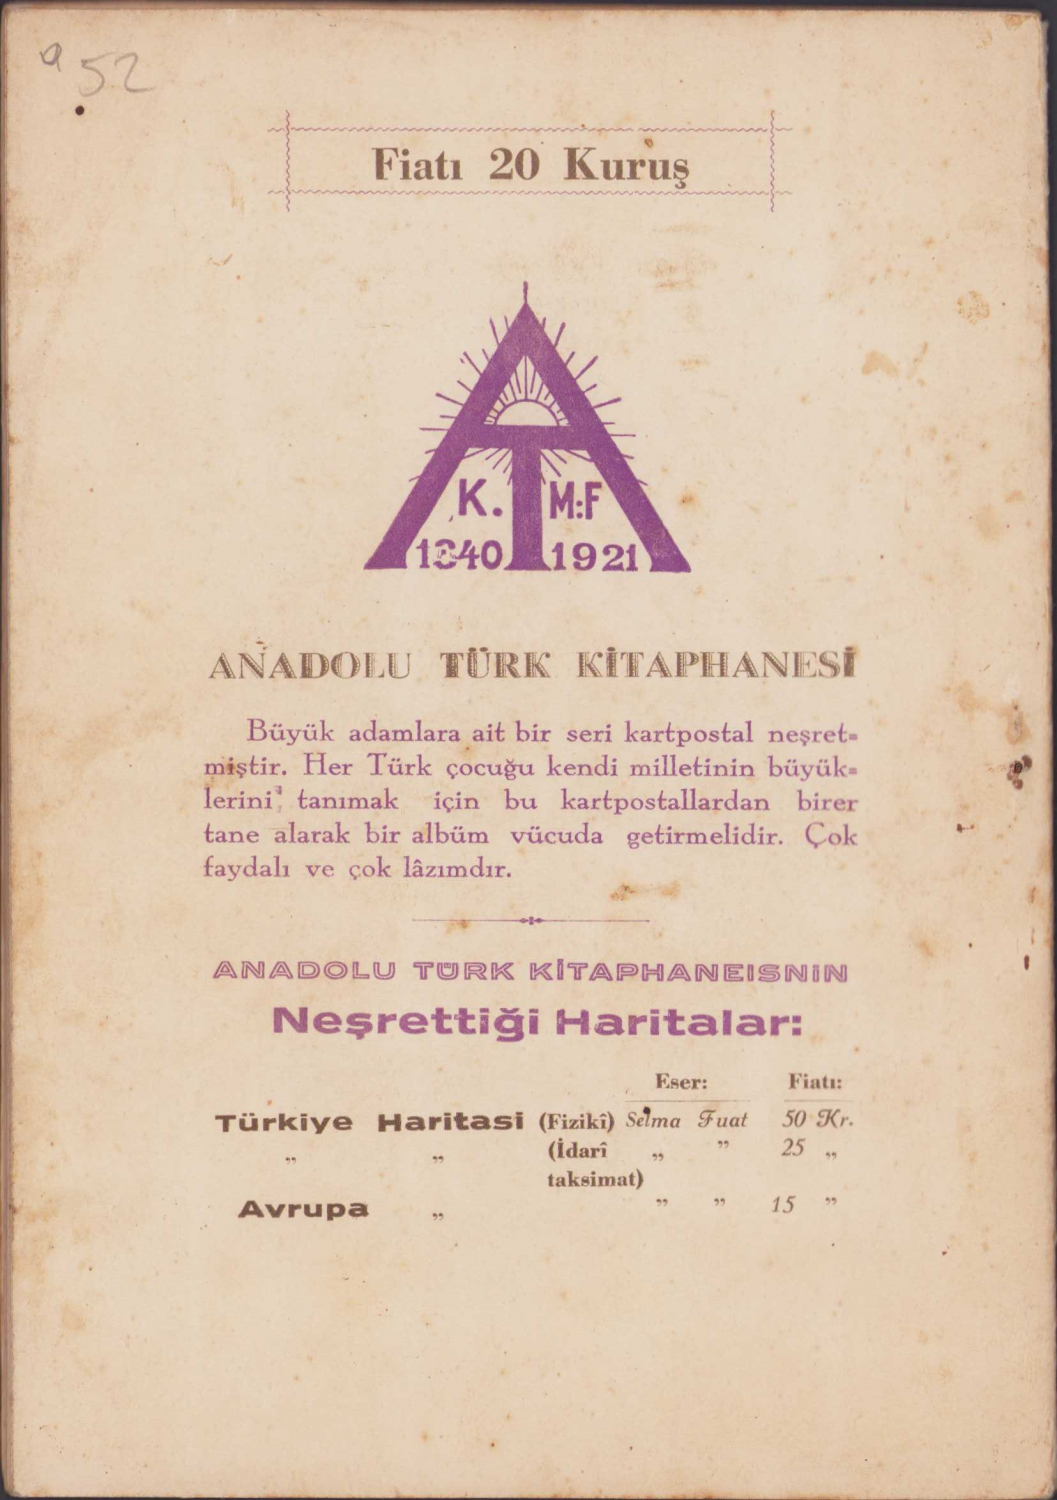 a 52
Fiatı 20 Kuruş
K. M:F
1340 1921
ANADOLU TÜRK KİTAPHANESİ
Büyük adamlara ait bir seri kartpostal neşret=
miştir. Her Türk çocuğu kendi milletinin büyük=
lerini tanımak için bu kartpostallardan birer
tane alarak bir albüm vücuda getirmelidir. Çok
faydalı ve çok lâzımdır.
ANADOLU TÜRK KİTAPHANEISNIN
Neşrettiği Haritalar:
Eser: Fiatı:
Türkiye Haritasi (Fizikî) Selma Fuat 50 Kr.
„ „ (İdarî „ ” 25 „
taksimat)
Avrupa „ ” ” 15 ”